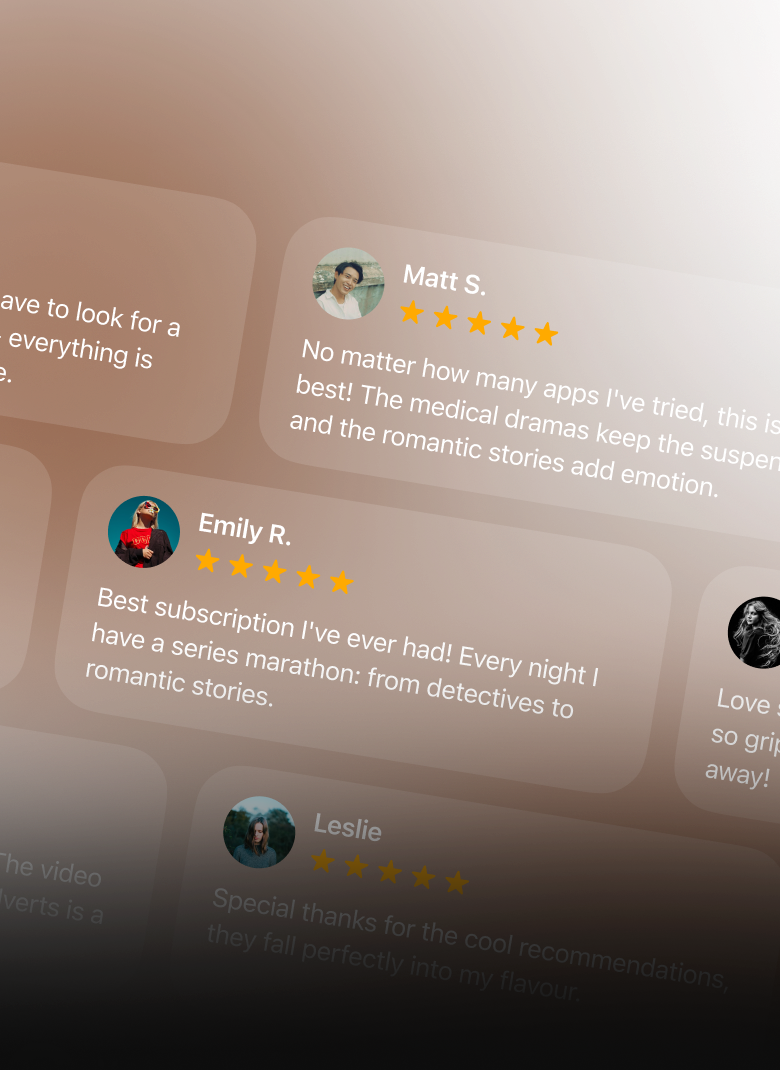 ave to look for a
everything is
e.
Matt S.
No matter how many apps I've tried, this is
best! The medical dramas keep the suspen
and the romantic stories add emotion.
Emily R.
Best subscription I've ever had! Every night I
have a series marathon: from detectives to
romantic stories.
Love s
so grip
away!
The video
verts is a
Leslie
Special thanks for the cool recommendations,
they fall perfectly into my flavour.